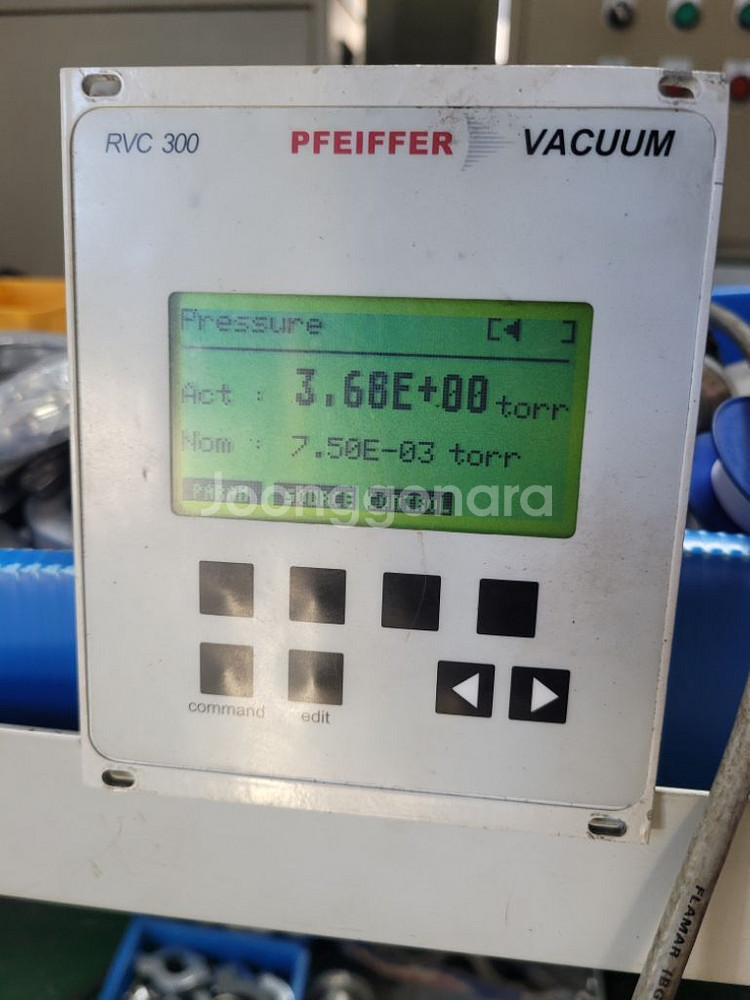 RVC 300 PFEIFFER VACUUM
Pressure [ ]
Act : 3.68E+00 torr
Nom : 7.50E-03 torr
Joonggonara
command edit
FLAMAR